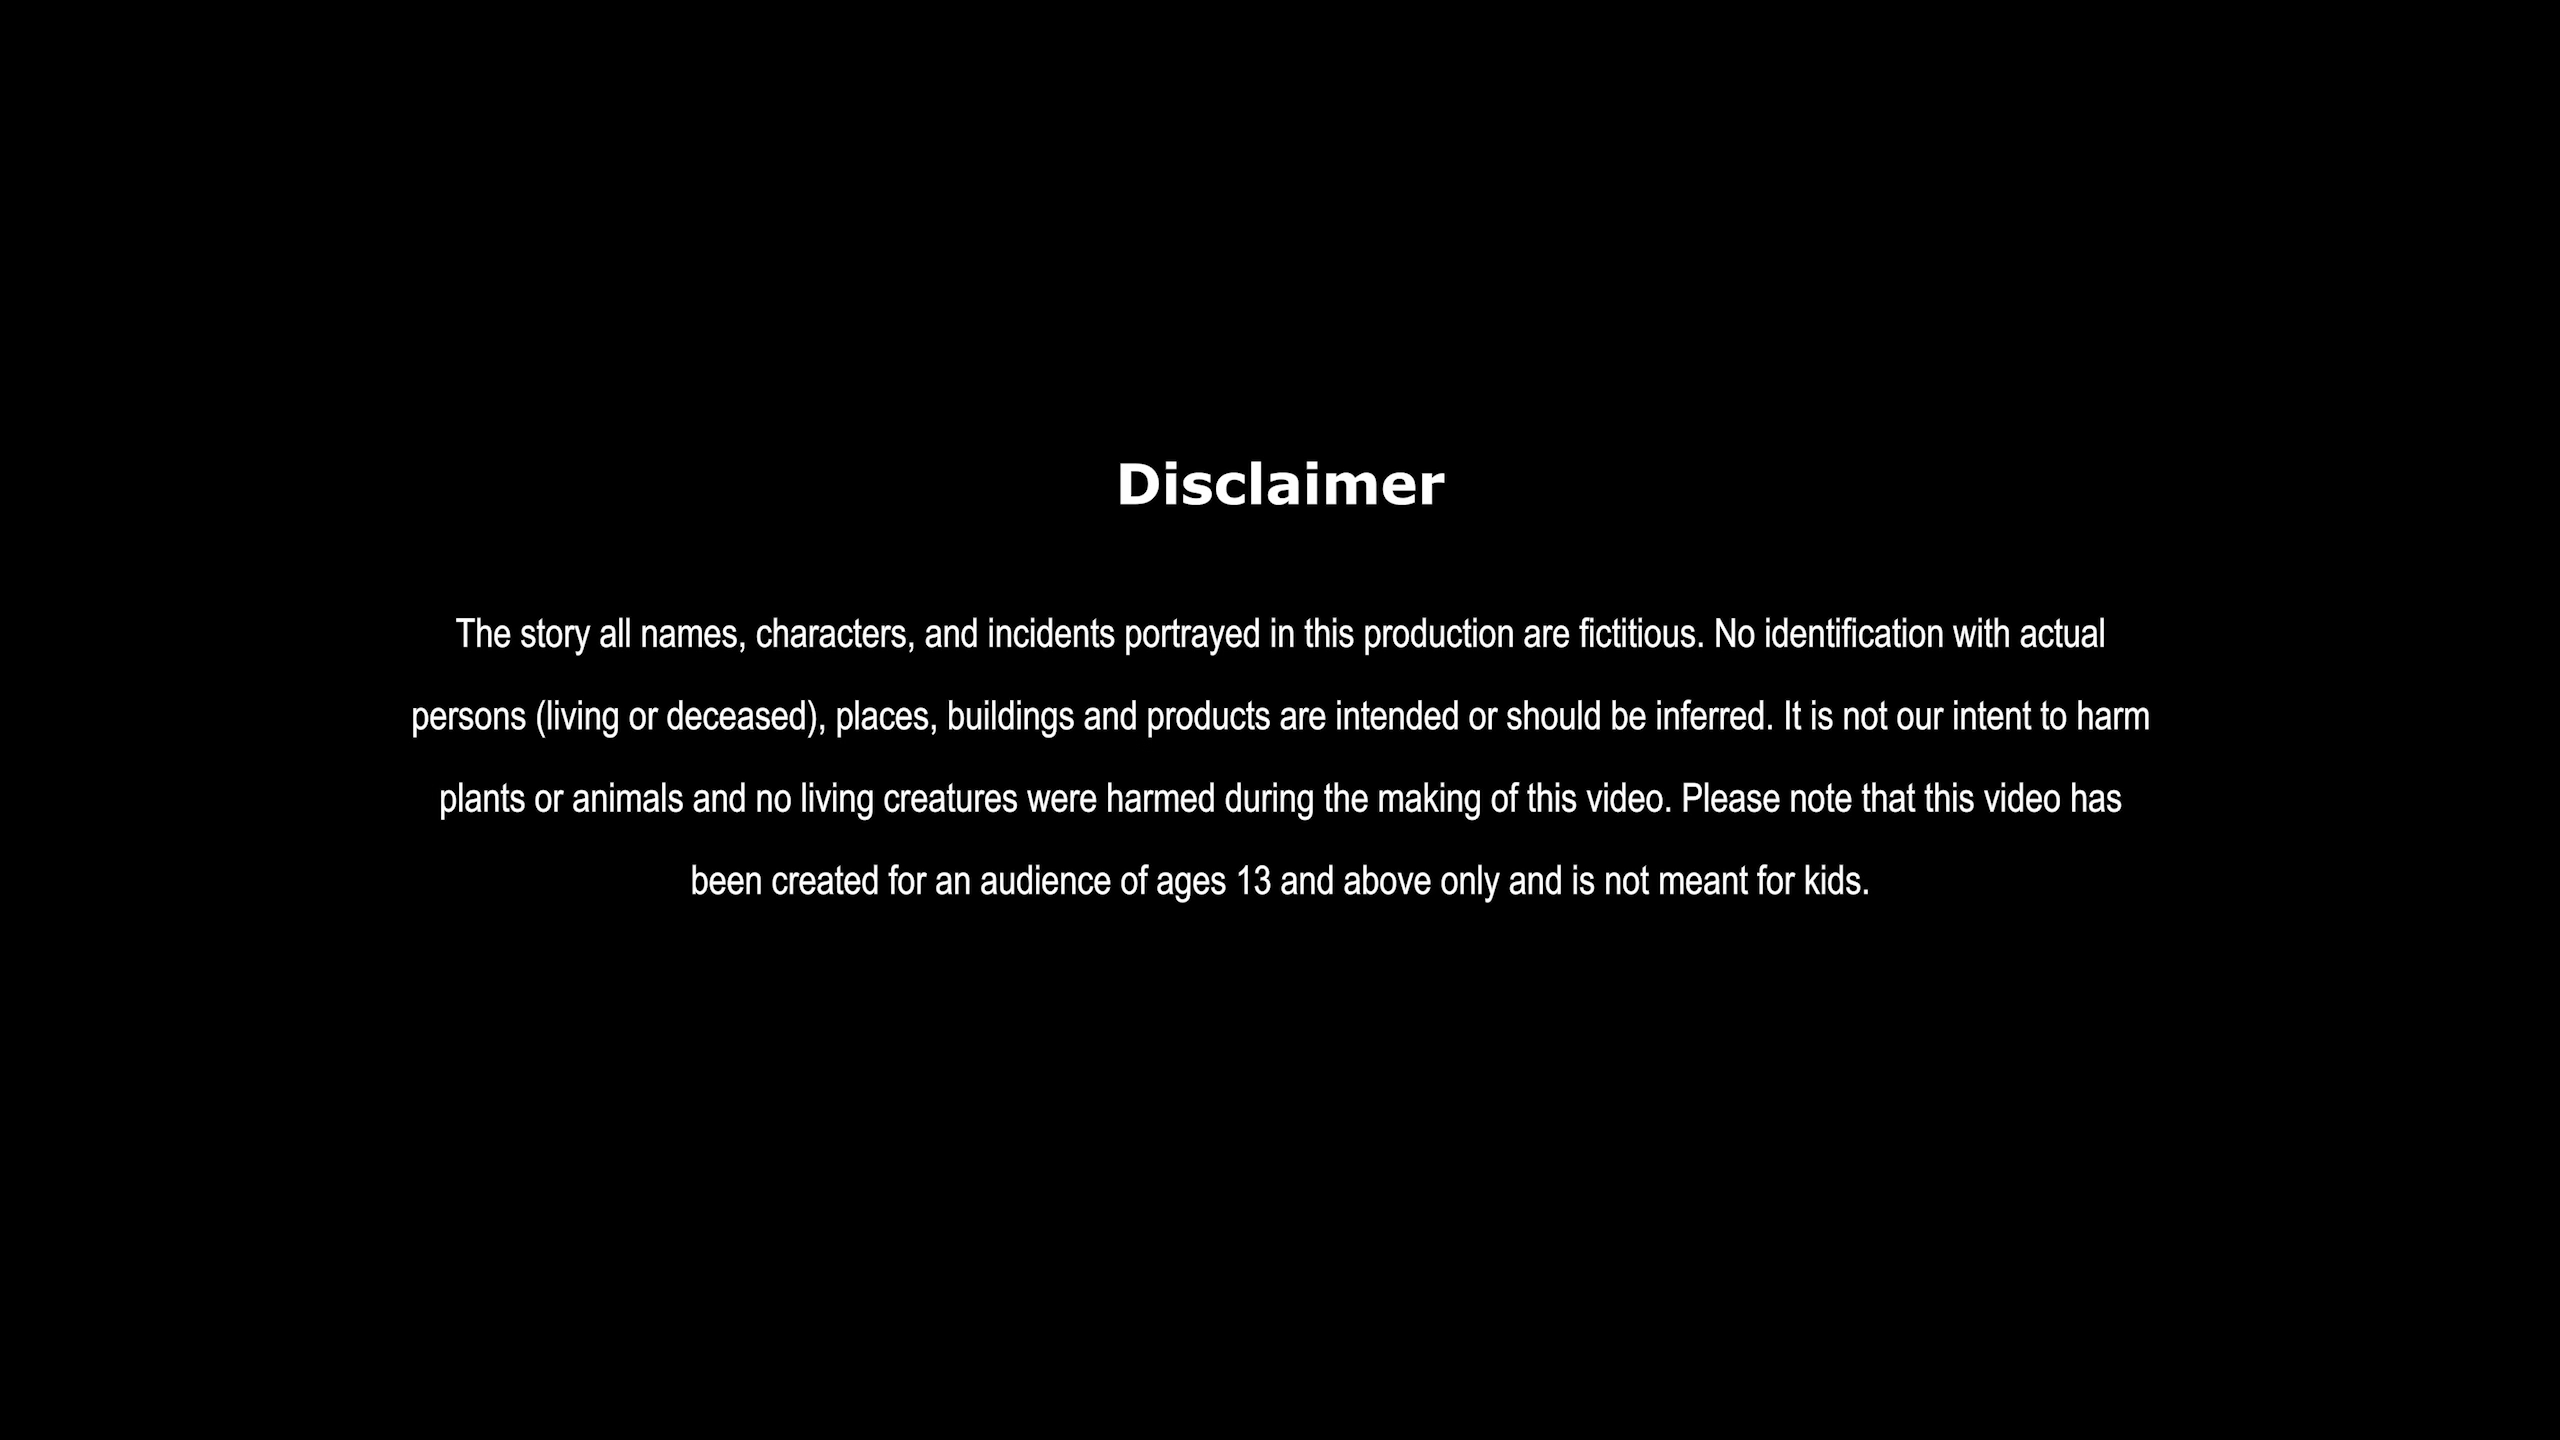 Disclaimer
The story all names, characters, and incidents portrayed in this production are fictitious. No identification with actual
persons (living or deceased), places, buildings and products are intended or should be inferred. It is not our intent to harm
plants or animals and no living creatures were harmed during the making of this video. Please note that this video has
been created for an audience of ages 13 and above only and is not meant for kids.